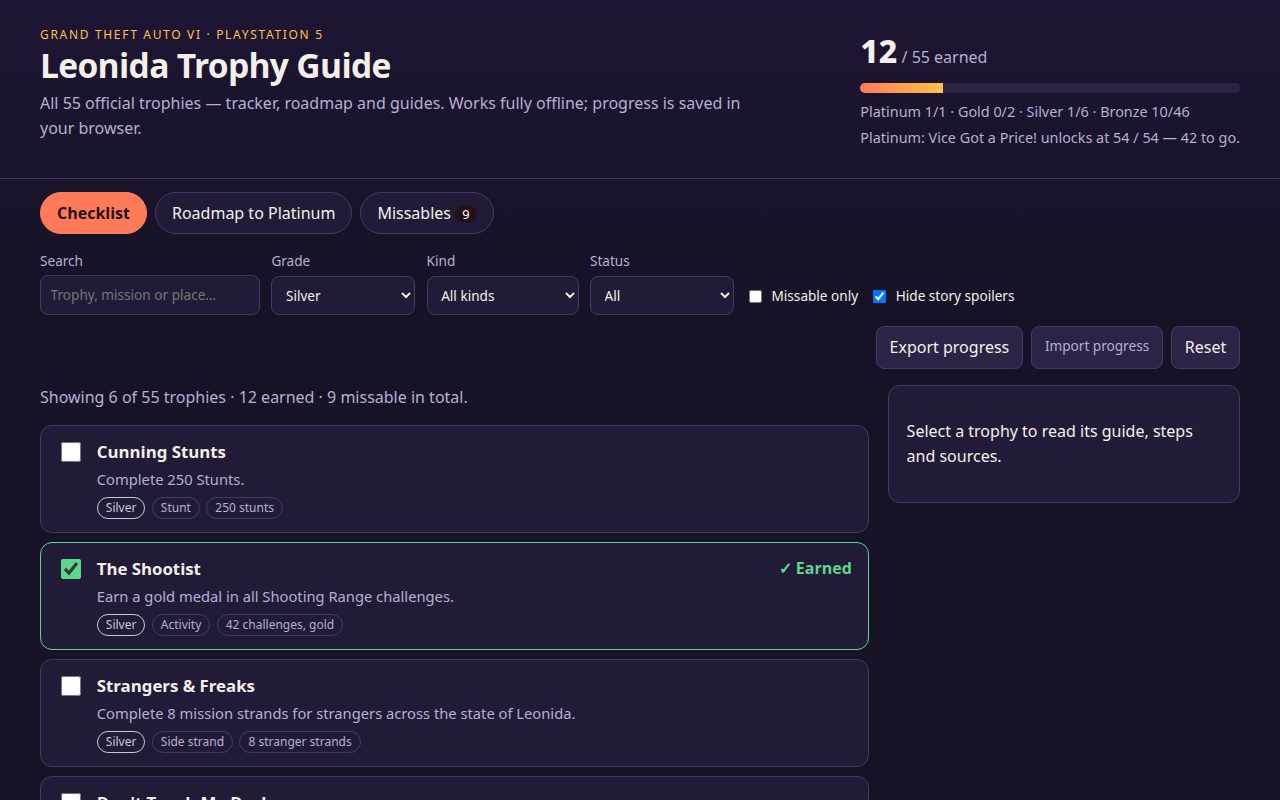 GRAND THEFT AUTO VI · PLAYSTATION 5
Leonida Trophy Guide
All 55 official trophies — tracker, roadmap and guides. Works fully offline; progress is saved in
your browser.
12 / 55 earned
Platinum 1/1 · Gold 0/2 · Silver 1/6 · Bronze 10/46
Platinum: Vice Got a Price! unlocks at 54 / 54 — 42 to go.
Checklist
Roadmap to Platinum
Missables 9
Search
Grade
Kind
Status
Trophy, mission or place...
Silver
All kinds
All
Missable only
Hide story spoilers
Export progress
Import progress
Reset
Showing 6 of 55 trophies · 12 earned · 9 missable in total.
Select a trophy to read its guide, steps
and sources.
Cunning Stunts
Complete 250 Stunts.
Silver
Stunt
250 stunts
The Shootist
✓ Earned
Earn a gold medal in all Shooting Range challenges.
Silver
Activity
42 challenges, gold
Strangers & Freaks
Complete 8 mission strands for strangers across the state of Leonida.
Silver
Side strand
8 stranger strands